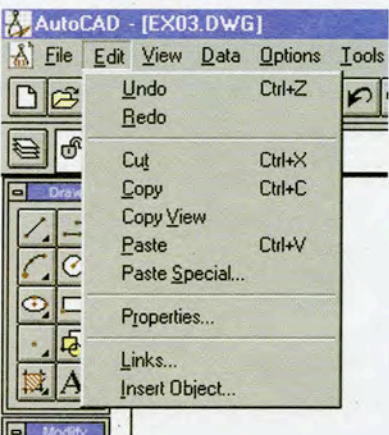 AutoCAD - [EX03.DWG]
File Edit View Data Options Tools
Undo Ctrl+Z
Redo
Cut Ctrl+X
Copy Ctrl+C
Copy View
Paste Ctrl+V
Paste Special...
Properties...
Links...
Insert Object...
Draw
A
Modify